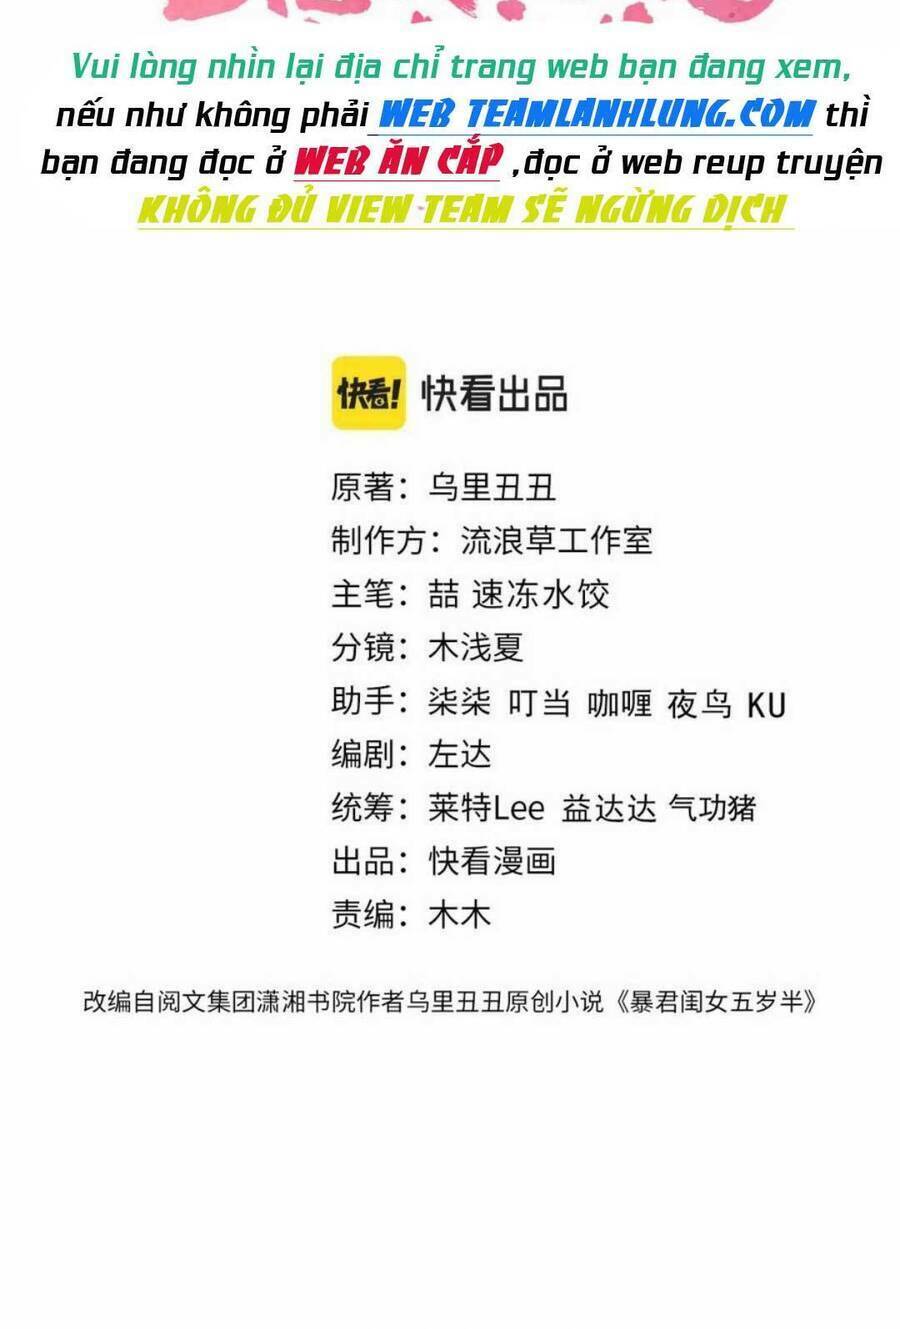 Vui lòng nhìn lại địa chỉ trang web bạn đang xem,
nếu như không phải WEB TEAMLANHLUNG.COM thì
bạn đang đọc ở WEB ĂN CẮP ,đọc ở web reup truyện
KHÔNG ĐỦ VIEW TEAM SẼ NGỪNG DỊCH
快看! 快看出品
原著：乌里丑丑
制作方：流浪草工作室
主笔：喆 速冻水饺
分镜：木浅夏
助手：柒柒 叮当 咖喱 夜鸟 KU
编剧：左达
统筹：莱特Lee 益达达 气功猪
出品：快看漫画
责编：木木
改编自阅文集团潇湘书院作者乌里丑丑原创小说《暴君闺女五岁半》